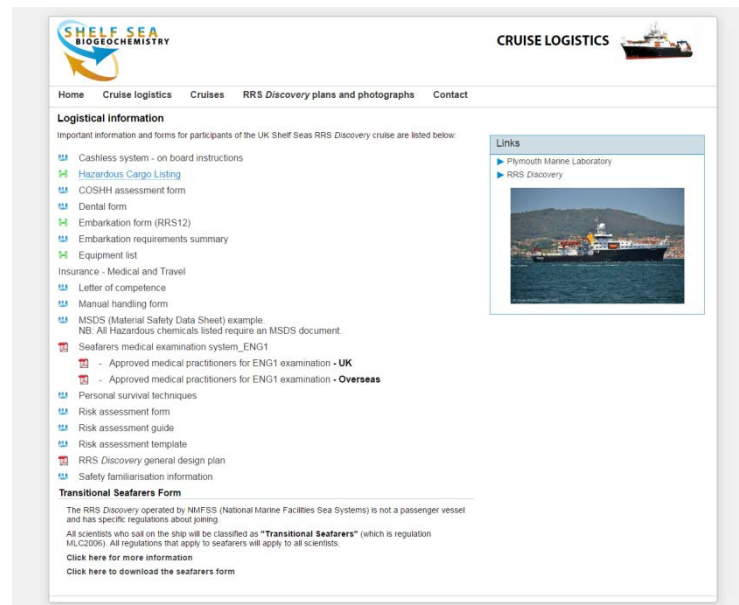 SHELF SEA
BIOGEOCHEMISTRY
CRUISE LOGISTICS
Home Cruise logistics Cruises RRS Discovery plans and photographs Contact
Logistical information
Important information and forms for participants of the UK Shelf Seas RRS Discovery cruise are listed below:
Cashless system - on board instructions
Hazardous Cargo Listing
COSHH assessment form
Dental form
Embarkation form (RRS12)
Embarkation requirements summary
Equipment list
Insurance - Medical and Travel
Letter of competence
Manual handling form
MSDS (Material Safety Data Sheet) example.
NB: All Hazardous chemicals listed require an MSDS document.
Seafarers medical examination system_ENG1
- Approved medical practitioners for ENG1 examination - UK
- Approved medical practitioners for ENG1 examination - Overseas
Personal survival techniques
Risk assessment form
Risk assessment guide
Risk assessment template
RRS Discovery general design plan
Safety familiarisation information
Transitional Seafarers Form
The RRS Discovery operated by NMFSS (National Marine Facilities Sea Systems) is not a passenger vessel
and has specific regulations about joining.
All scientists who sail on the ship will be classified as "Transitional Seafarers" (which is regulation
MLC2006). All regulations that apply to seafarers will apply to all scientists.
Click here for more information
Click here to download the seafarers form
Links
Plymouth Marine Laboratory
RRS Discovery